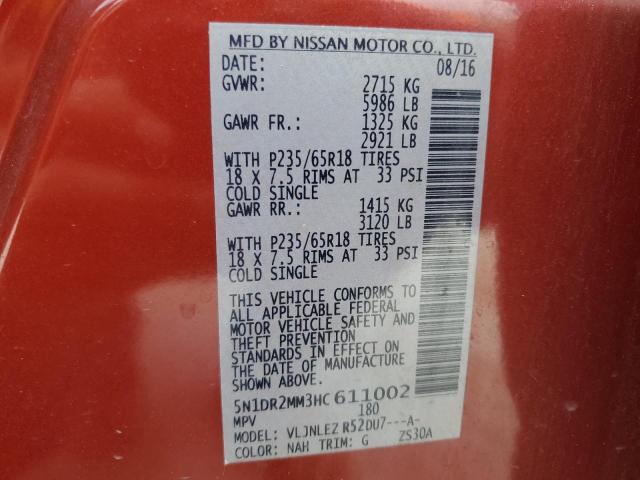 MFD BY NISSAN MOTOR CO., LTD.
DATE: 08/16
GVWR: 2715 KG
5986 LB
GAWR FR.: 1325 KG
2921 LB
WITH P235/65R18 TIRES
18 X 7.5 RIMS AT 33 PSI
COLD SINGLE
GAWR RR.: 1415 KG
3120 LB
WITH P235/65R18 TIRES
18 X 7.5 RIMS AT 33 PSI
COLD SINGLE
THIS VEHICLE CONFORMS TO
ALL APPLICABLE FEDERAL
MOTOR VEHICLE SAFETY AND
THEFT PREVENTION
STANDARDS IN EFFECT ON
THE DATE OF MANUFACTURE
SHOWN ABOVE.
5N1DR2MM3HC611002
MPV 180
MODEL: VLJNLEZ R52DU7---A-
COLOR: NAH TRIM: G ZS30A